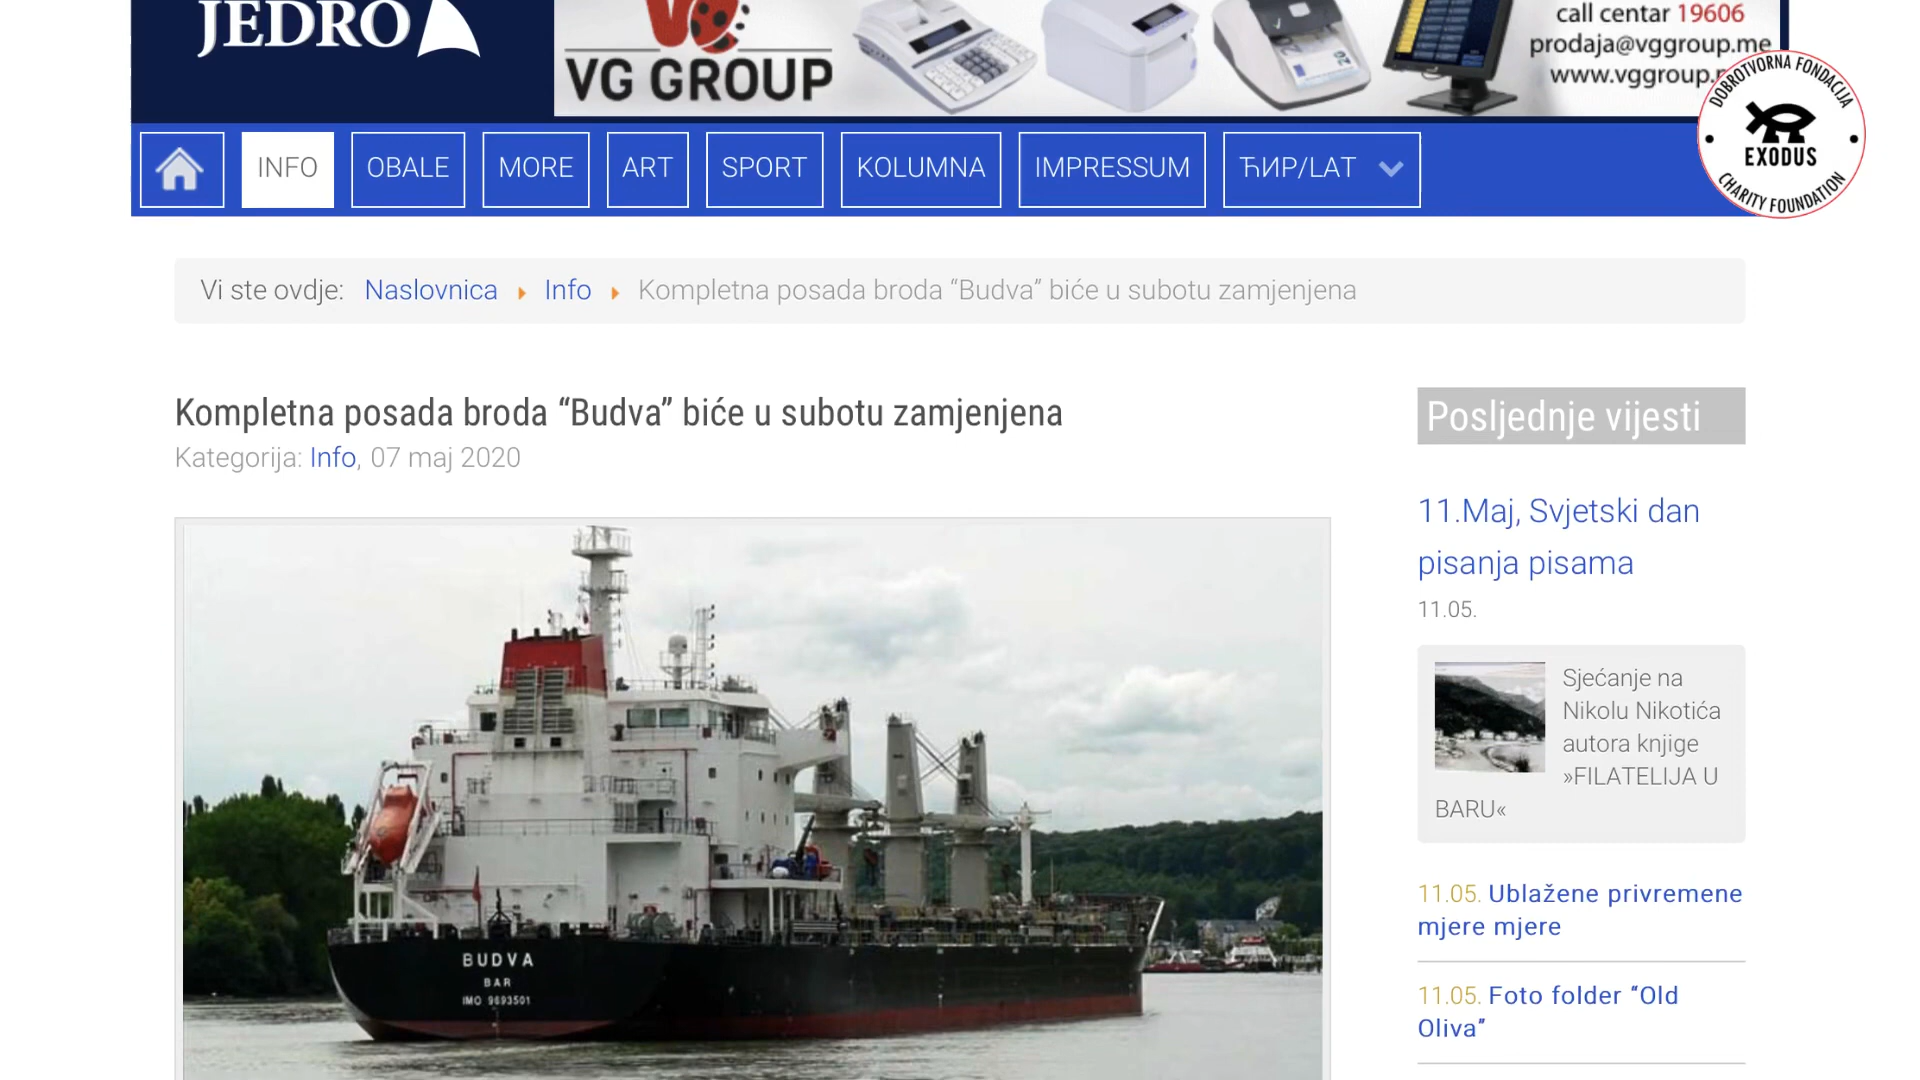 JEDRO
VG GROUP
call centar 19606
prodaja@vggroup.me
www.vggroup.
DOBROTVORNA FONDACIJA
EXODUS
CHARITY FOUNDATION
INFO
OBALE
MORE
ART
SPORT
KOLUMNA
IMPRESSUM
ЋИР/LAT
Vi ste ovdje: Naslovnica Info Kompletna posada broda “Budva” biće u subotu zamjenjena
Kompletna posada broda “Budva” biće u subotu zamjenjena
Kategorija: Info, 07 maj 2020
BUDVA
BAR
IMO 9693501
Posljednje vijesti
11.Maj, Svjetski dan
pisanja pisama
11.05.
Sjećanje na
Nikolu Nikotića
autora knjige
»FILATELIJA U
BARU«
11.05. Ublažene privremene
mjere mjere
11.05. Foto folder “Old
Oliva”